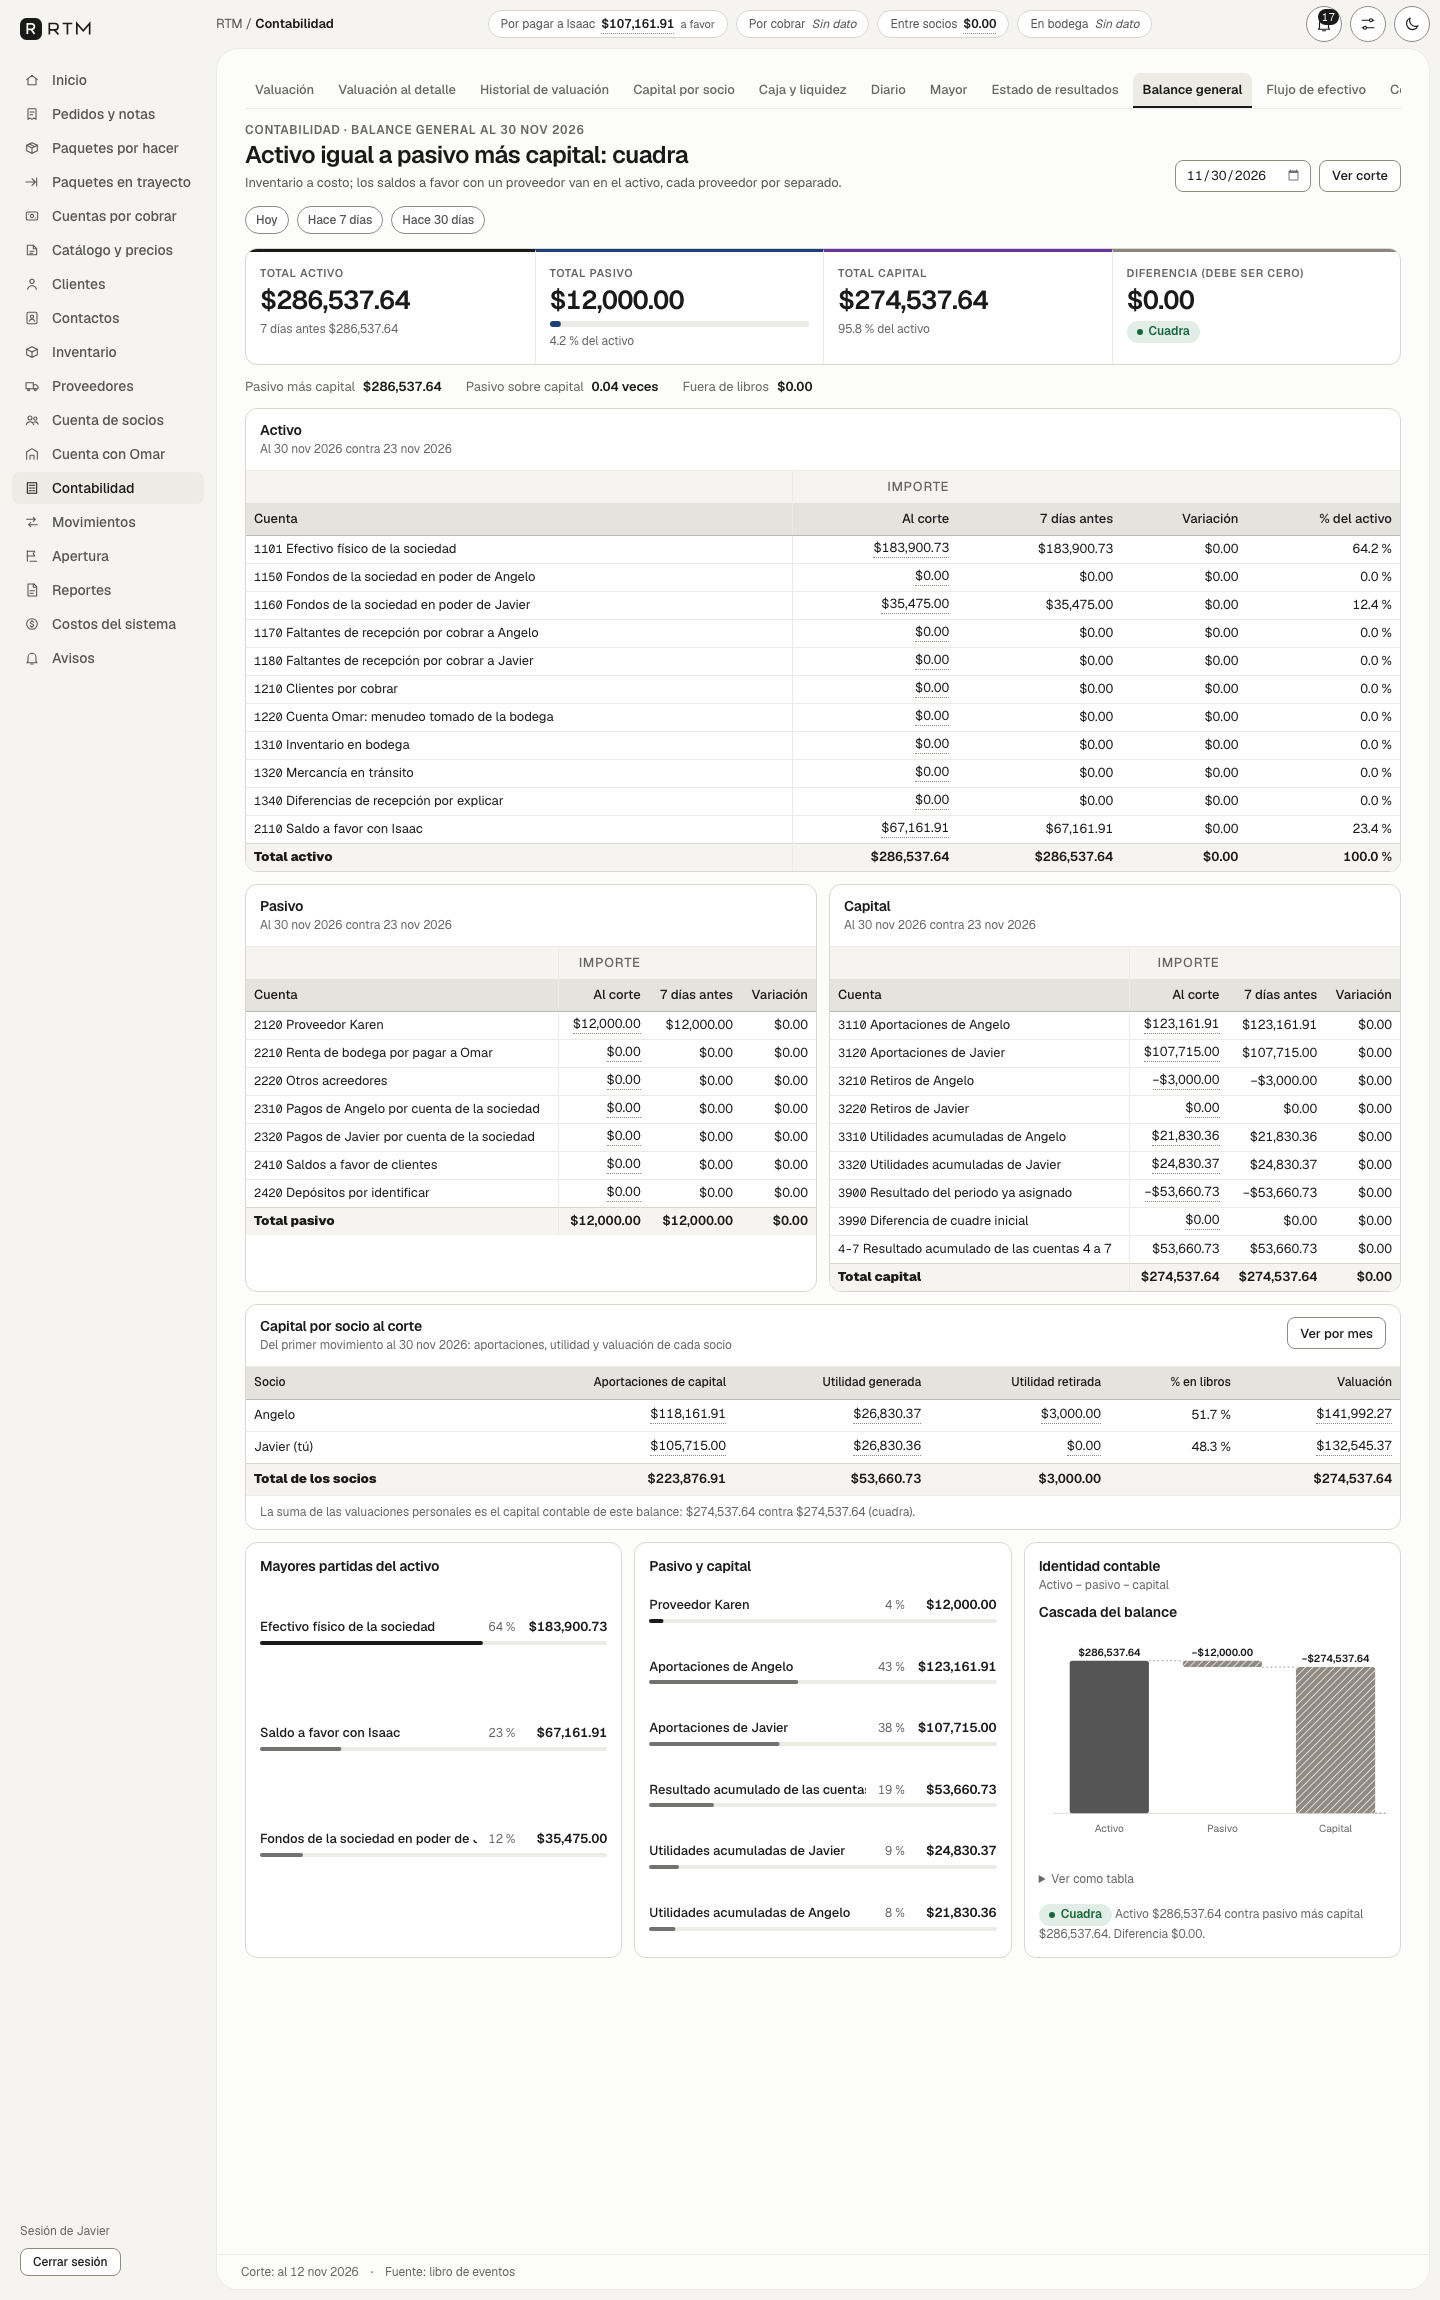 R RTM
RTM / Contabilidad
Por pagar a Isaac $107,161.91 a favor
Por cobrar Sin dato
Entre socios $0.00
En bodega Sin dato
17
Inicio
Pedidos y notas
Paquetes por hacer
Paquetes en trayecto
Cuentas por cobrar
Catálogo y precios
Clientes
Contactos
Inventario
Proveedores
Cuenta de socios
Cuenta con Omar
Contabilidad
Movimientos
Apertura
Reportes
Costos del sistema
Avisos
Valuación Valuación al detalle Historial de valuación Capital por socio Caja y liquidez Diario Mayor Estado de resultados Balance general Flujo de efectivo
CONTABILIDAD · BALANCE GENERAL AL 30 NOV 2026
Activo igual a pasivo más capital: cuadra
Inventario a costo; los saldos a favor con un proveedor van en el activo, cada proveedor por separado.
11/30/2026 Ver corte
Hoy Hace 7 días Hace 30 días
TOTAL ACTIVO
$286,537.64
7 días antes $286,537.64
TOTAL PASIVO
$12,000.00
4.2 % del activo
TOTAL CAPITAL
$274,537.64
95.8 % del activo
DIFERENCIA (DEBE SER CERO)
$0.00
Cuadra
Pasivo más capital $286,537.64 Pasivo sobre capital 0.04 veces Fuera de libros $0.00
Activo
Al 30 nov 2026 contra 23 nov 2026
IMPORTE
Cuenta Al corte 7 días antes Variación % del activo
1101 Efectivo físico de la sociedad $183,900.73 $183,900.73 $0.00 64.2 %
1150 Fondos de la sociedad en poder de Angelo $0.00 $0.00 $0.00 0.0 %
1160 Fondos de la sociedad en poder de Javier $35,475.00 $35,475.00 $0.00 12.4 %
1170 Faltantes de recepción por cobrar a Angelo $0.00 $0.00 $0.00 0.0 %
1180 Faltantes de recepción por cobrar a Javier $0.00 $0.00 $0.00 0.0 %
1210 Clientes por cobrar $0.00 $0.00 $0.00 0.0 %
1220 Cuenta Omar: menudeo tomado de la bodega $0.00 $0.00 $0.00 0.0 %
1310 Inventario en bodega $0.00 $0.00 $0.00 0.0 %
1320 Mercancía en tránsito $0.00 $0.00 $0.00 0.0 %
1340 Diferencias de recepción por explicar $0.00 $0.00 $0.00 0.0 %
2110 Saldo a favor con Isaac $67,161.91 $67,161.91 $0.00 23.4 %
Total activo $286,537.64 $286,537.64 $0.00 100.0 %
Pasivo
Al 30 nov 2026 contra 23 nov 2026
IMPORTE
Cuenta Al corte 7 días antes Variación
2120 Proveedor Karen $12,000.00 $12,000.00 $0.00
2210 Renta de bodega por pagar a Omar $0.00 $0.00 $0.00
2220 Otros acreedores $0.00 $0.00 $0.00
2310 Pagos de Angelo por cuenta de la sociedad $0.00 $0.00 $0.00
2320 Pagos de Javier por cuenta de la sociedad $0.00 $0.00 $0.00
2410 Saldos a favor de clientes $0.00 $0.00 $0.00
2420 Depósitos por identificar $0.00 $0.00 $0.00
Total pasivo $12,000.00 $12,000.00 $0.00
Capital
Al 30 nov 2026 contra 23 nov 2026
IMPORTE
Cuenta Al corte 7 días antes Variación
3110 Aportaciones de Angelo $123,161.91 $123,161.91 $0.00
3120 Aportaciones de Javier $107,715.00 $107,715.00 $0.00
3210 Retiros de Angelo −$3,000.00 −$3,000.00 $0.00
3220 Retiros de Javier $0.00 $0.00 $0.00
3310 Utilidades acumuladas de Angelo $21,830.36 $21,830.36 $0.00
3320 Utilidades acumuladas de Javier $24,830.37 $24,830.37 $0.00
3900 Resultado del periodo ya asignado −$53,660.73 −$53,660.73 $0.00
3990 Diferencia de cuadre inicial $0.00 $0.00 $0.00
4-7 Resultado acumulado de las cuentas 4 a 7 $53,660.73 $53,660.73 $0.00
Total capital $274,537.64 $274,537.64 $0.00
Capital por socio al corte
Del primer movimiento al 30 nov 2026: aportaciones, utilidad y valuación de cada socio
Ver por mes
Socio Aportaciones de capital Utilidad generada Utilidad retirada % en libros Valuación
Angelo $118,161.91 $26,830.37 $3,000.00 51.7 % $141,992.27
Javier (tú) $105,715.00 $26,830.36 $0.00 48.3 % $132,545.37
Total de los socios $223,876.91 $53,660.73 $3,000.00 $274,537.64
La suma de las valuaciones personales es el capital contable de este balance: $274,537.64 contra $274,537.64 (cuadra).
Mayores partidas del activo
Efectivo físico de la sociedad 64 % $183,900.73
Saldo a favor con Isaac 23 % $67,161.91
Fondos de la sociedad en poder de 12 % $35,475.00
Pasivo y capital
Proveedor Karen 4 % $12,000.00
Aportaciones de Angelo 43 % $123,161.91
Aportaciones de Javier 38 % $107,715.00
Resultado acumulado de las cuentas 19 % $53,660.73
Utilidades acumuladas de Javier 9 % $24,830.37
Utilidades acumuladas de Angelo 8 % $21,830.36
Identidad contable
Activo − pasivo − capital
Cascada del balance
$286,537.64 −$12,000.00 −$274,537.64
Activo Pasivo Capital
Ver como tabla
Cuadra Activo $286,537.64 contra pasivo más capital
$286,537.64. Diferencia $0.00.
Sesión de Javier
Cerrar sesión
Corte: al 12 nov 2026 · Fuente: libro de eventos